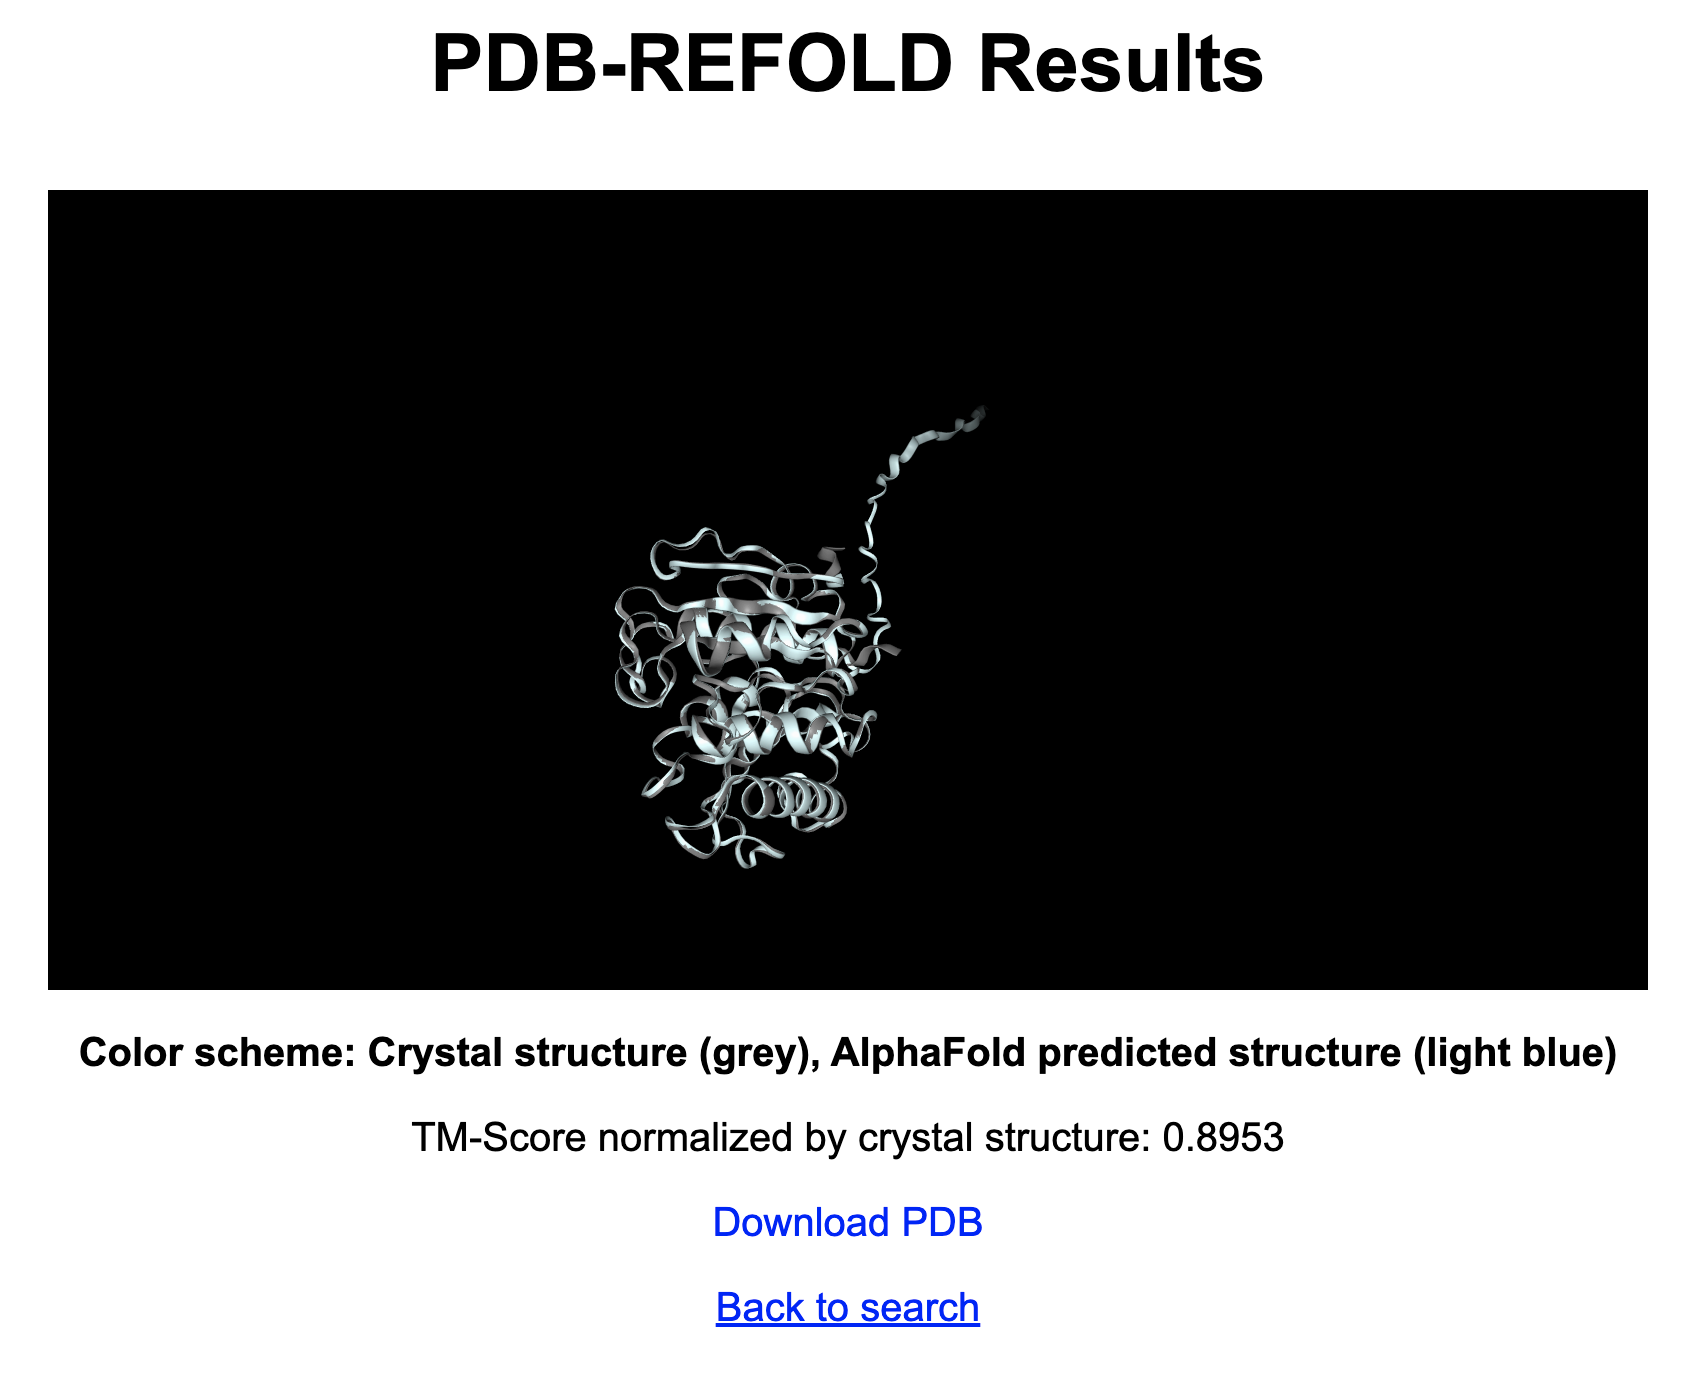 PDB-REFOLD Results
Color scheme: Crystal structure (grey), AlphaFold predicted structure (light blue)
TM-Score normalized by crystal structure: 0.8953
Download PDB
Back to search